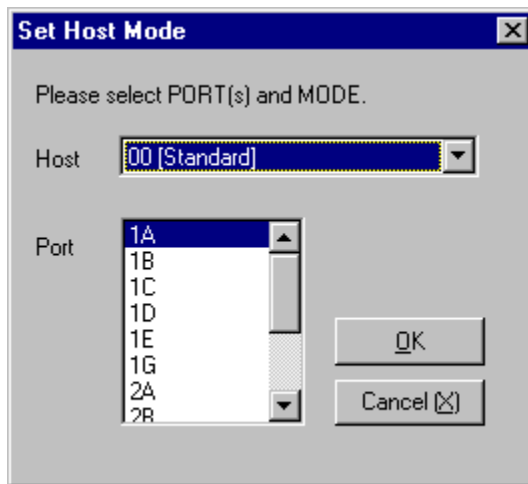 Set Host Mode
Please select PORT(s) and MODE.
Host 00 [Standard]
Port
1A
1B
1C
1D
1E
1G
2A
2B
OK
Cancel (X)